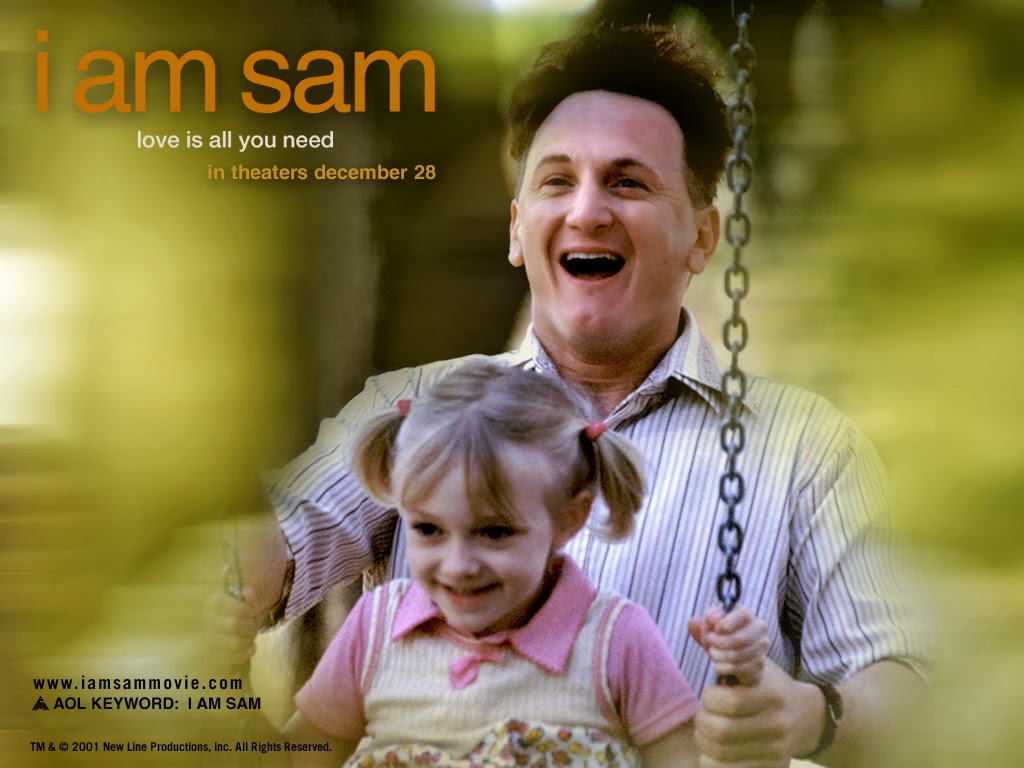 i am sam
love is all you need
in theaters december 28
www.iamsammovie.com
AOL KEYWORD: I AM SAM
TM & © 2001 New Line Productions, Inc. All Rights Reserved.